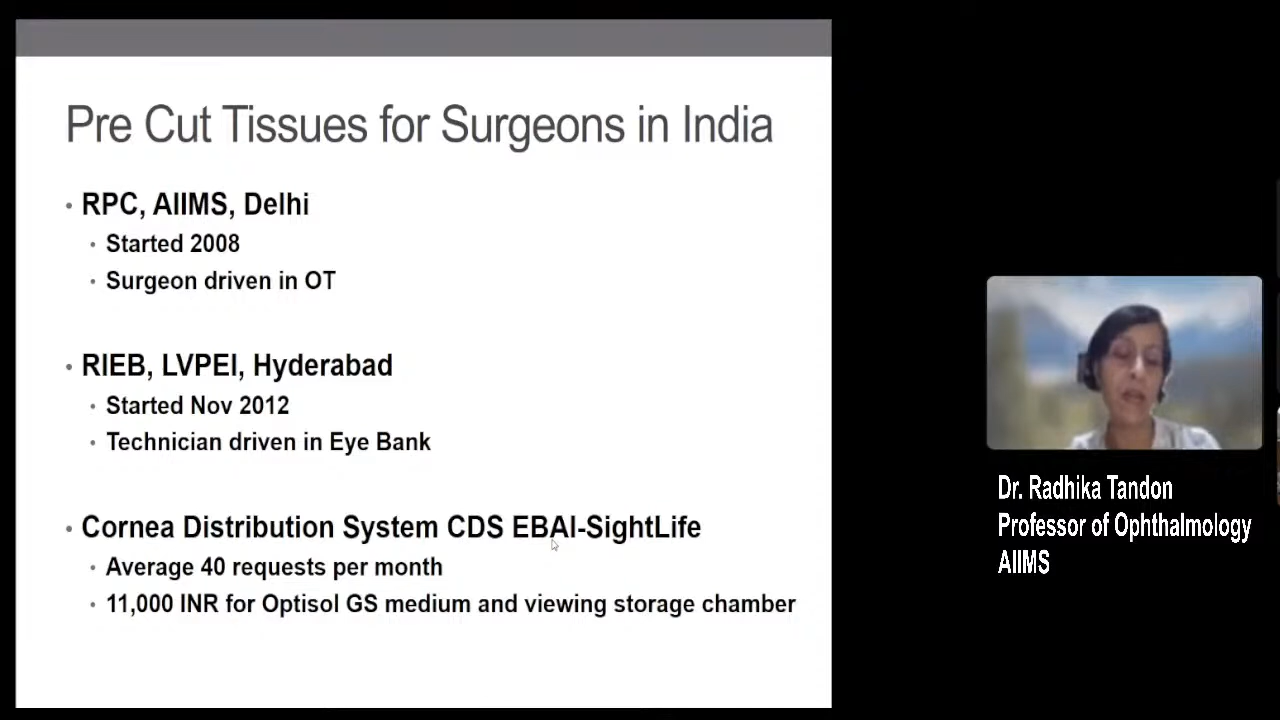 Pre Cut Tissues for Surgeons in India
• RPC, AIIMS, Delhi
• Started 2008
• Surgeon driven in OT
• RIEB, LVPEI, Hyderabad
• Started Nov 2012
• Technician driven in Eye Bank
• Cornea Distribution System CDS EBAI-SightLife
• Average 40 requests per month
• 11,000 INR for Optisol GS medium and viewing storage chamber
Dr. Radhika Tandon
Professor of Ophthalmology
AIIMS